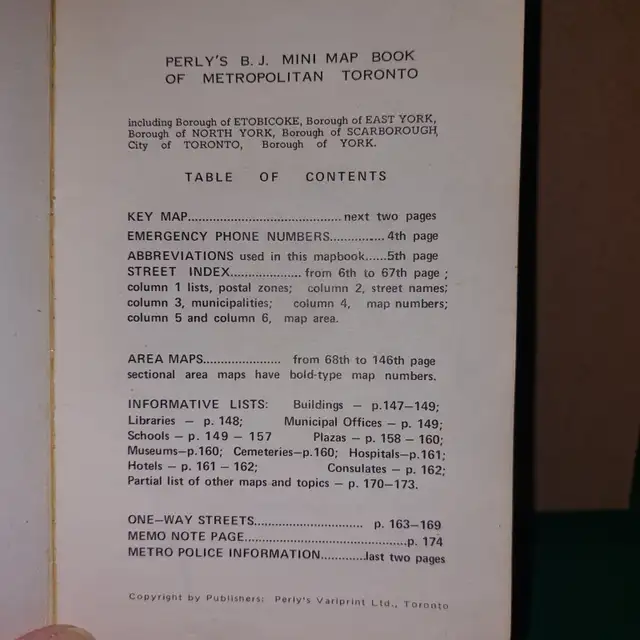 PERLY'S B.J. MINI MAP BOOK
OF METROPOLITAN TORONTO
including Borough of ETOBICOKE, Borough of EAST YORK,
Borough of NORTH YORK, Borough of SCARBOROUGH,
City of TORONTO, Borough of YORK.
TABLE OF CONTENTS
KEY MAP.......................................next two pages
EMERGENCY PHONE NUMBERS..............4th page
ABBREVIATIONS used in this mapbook......5th page
STREET INDEX..................from 6th to 67th page ;
column 1 lists, postal zones; column 2, street names;
column 3, municipalities; column 4, map numbers;
column 5 and column 6, map area.
AREA MAPS...................... from 68th to 146th page
sectional area maps have bold-type map numbers.
INFORMATIVE LISTS: Buildings — p.147—149;
Libraries — p. 148; Municipal Offices — p. 149;
Schools — p. 149 — 157 Plazas — p. 158 — 160;
Museums—p.160; Cemeteries—p.160; Hospitals—p.161;
Hotels — p. 161 — 162; Consulates — p. 162;
Partial list of other maps and topics — p. 170—173.
ONE—WAY STREETS............................ p. 163—169
MEMO NOTE PAGE..........................................p. 174
METRO POLICE INFORMATION............last two pages
Copyright by Publishers: Perly's Variprint Ltd., Toronto